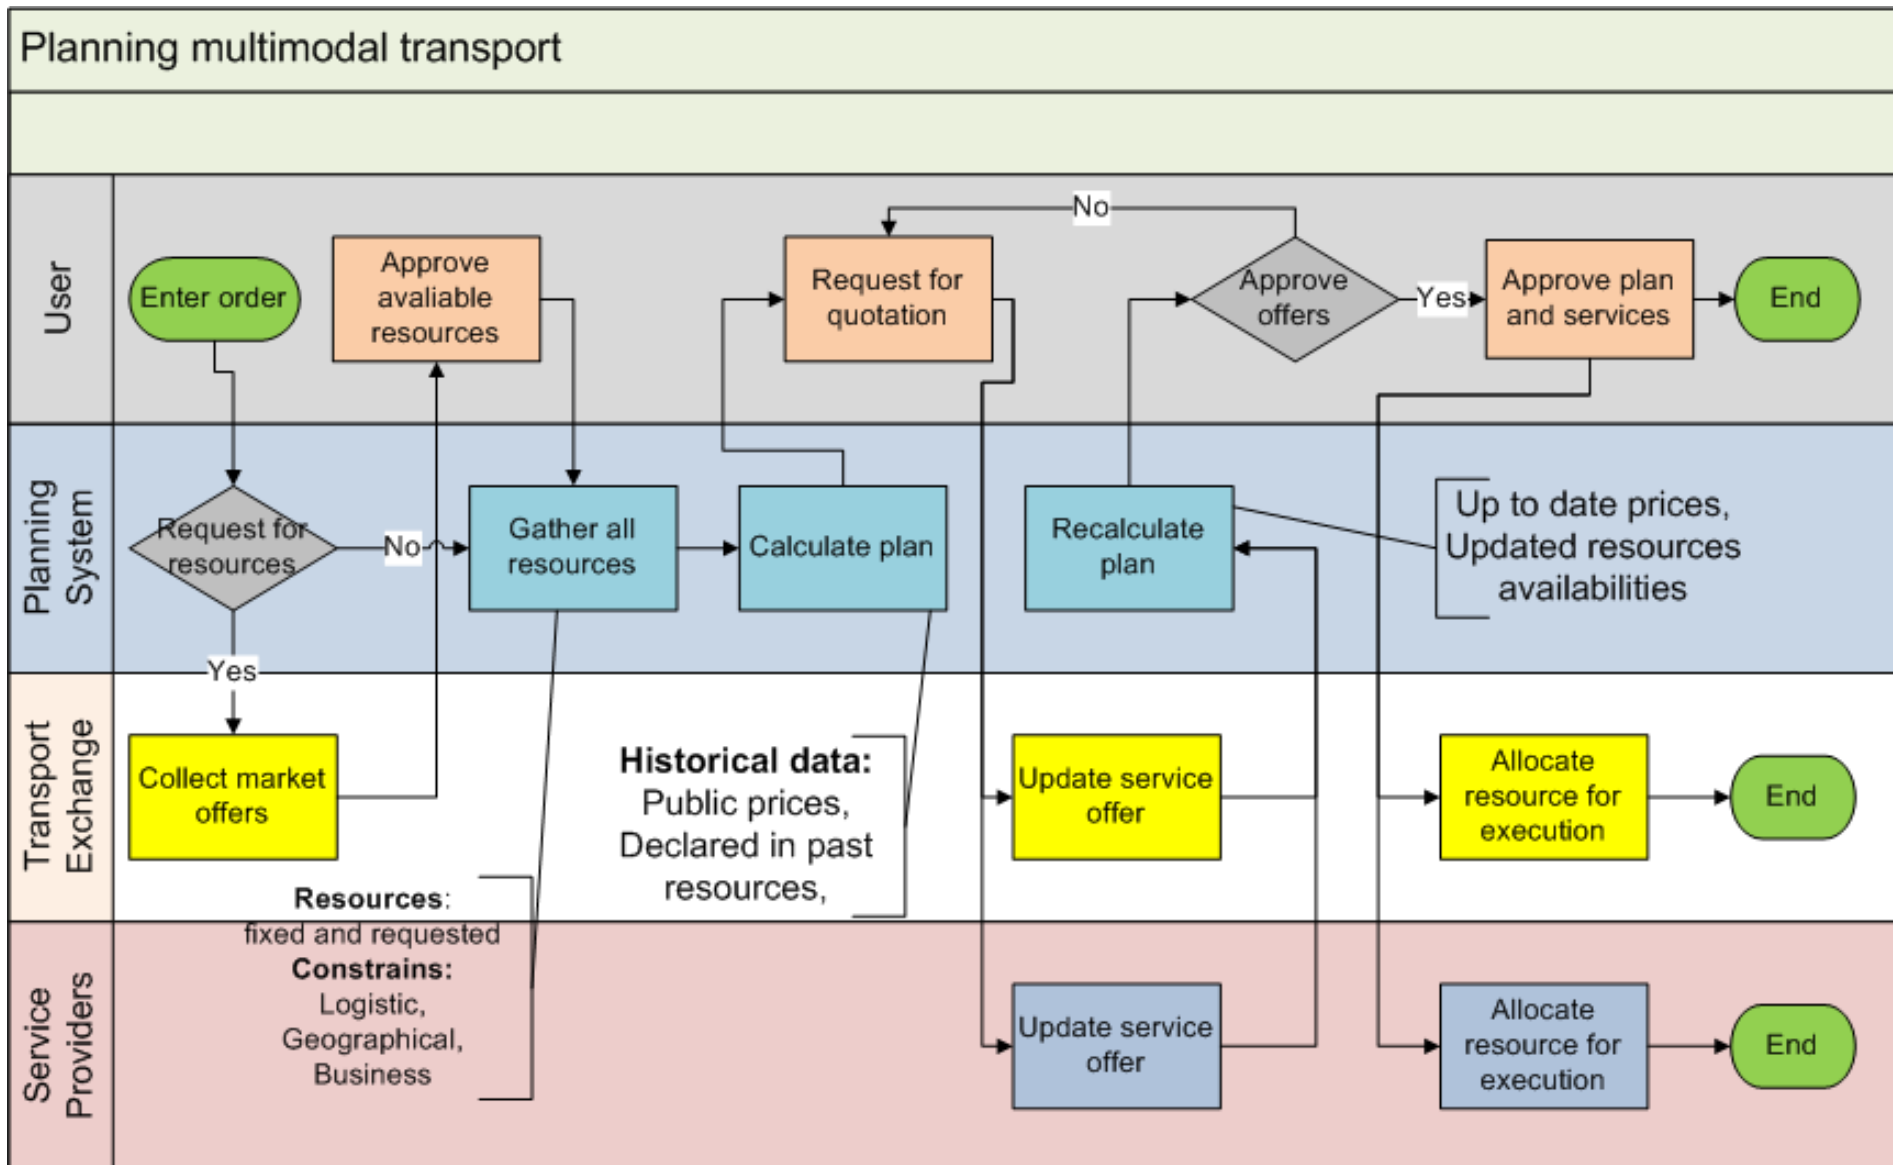 Planning multimodal transport
User
Enter order
Approve
avaliable
resources
Request for
quotation
No
Approve
offers
Yes
Approve plan
and services
End
Planning
System
Request for
resources
No
Yes
Gather all
resources
Calculate plan
Recalculate
plan
Up to date prices,
Updated resources
availabilities
Transport
Exchange
Collect market
offers
Historical data:
Public prices,
Declared in past
resources,
Update service
offer
Allocate
resource for
execution
End
Resources:
fixed and requested
Constrains:
Logistic,
Geographical,
Business
Service
Providers
Update service
offer
Allocate
resource for
execution
End